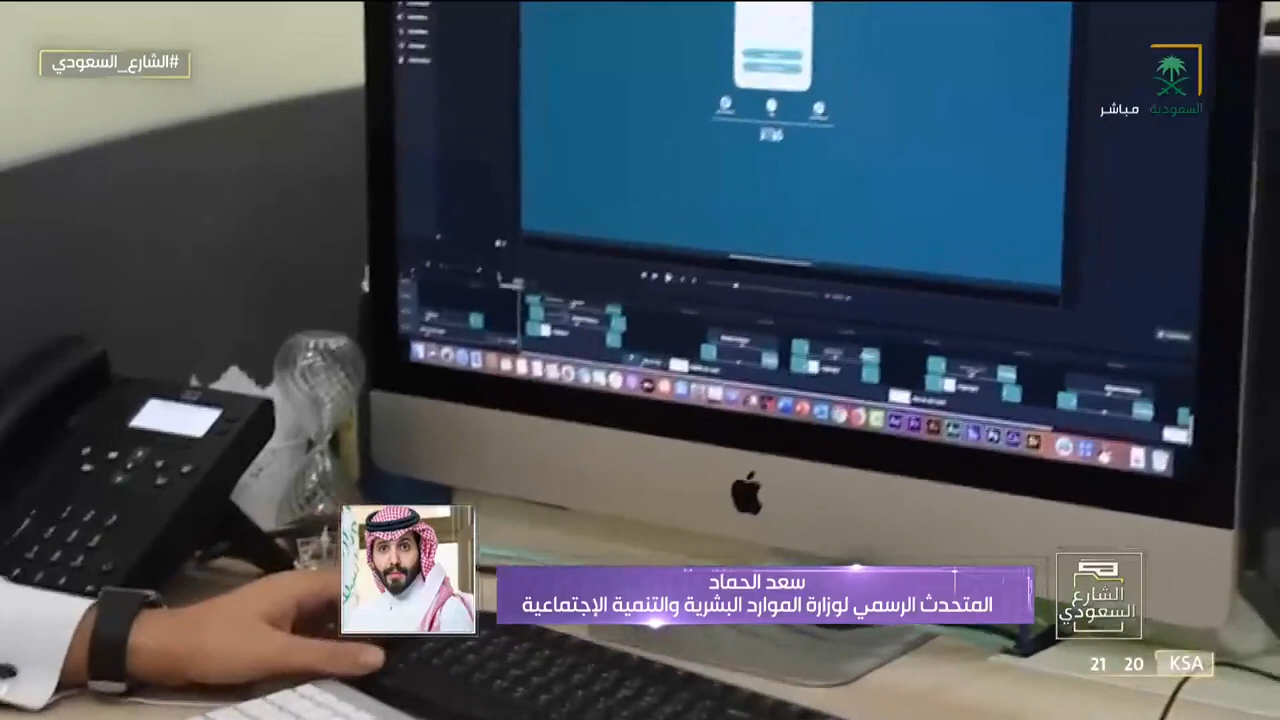 #الشارع_السعودي
السعودية مباشر
سعد الحماد
المتحدث الرسمي لوزارة الموارد البشرية والتنمية الإجتماعية
الشارع
السعودي
21 20 KSA